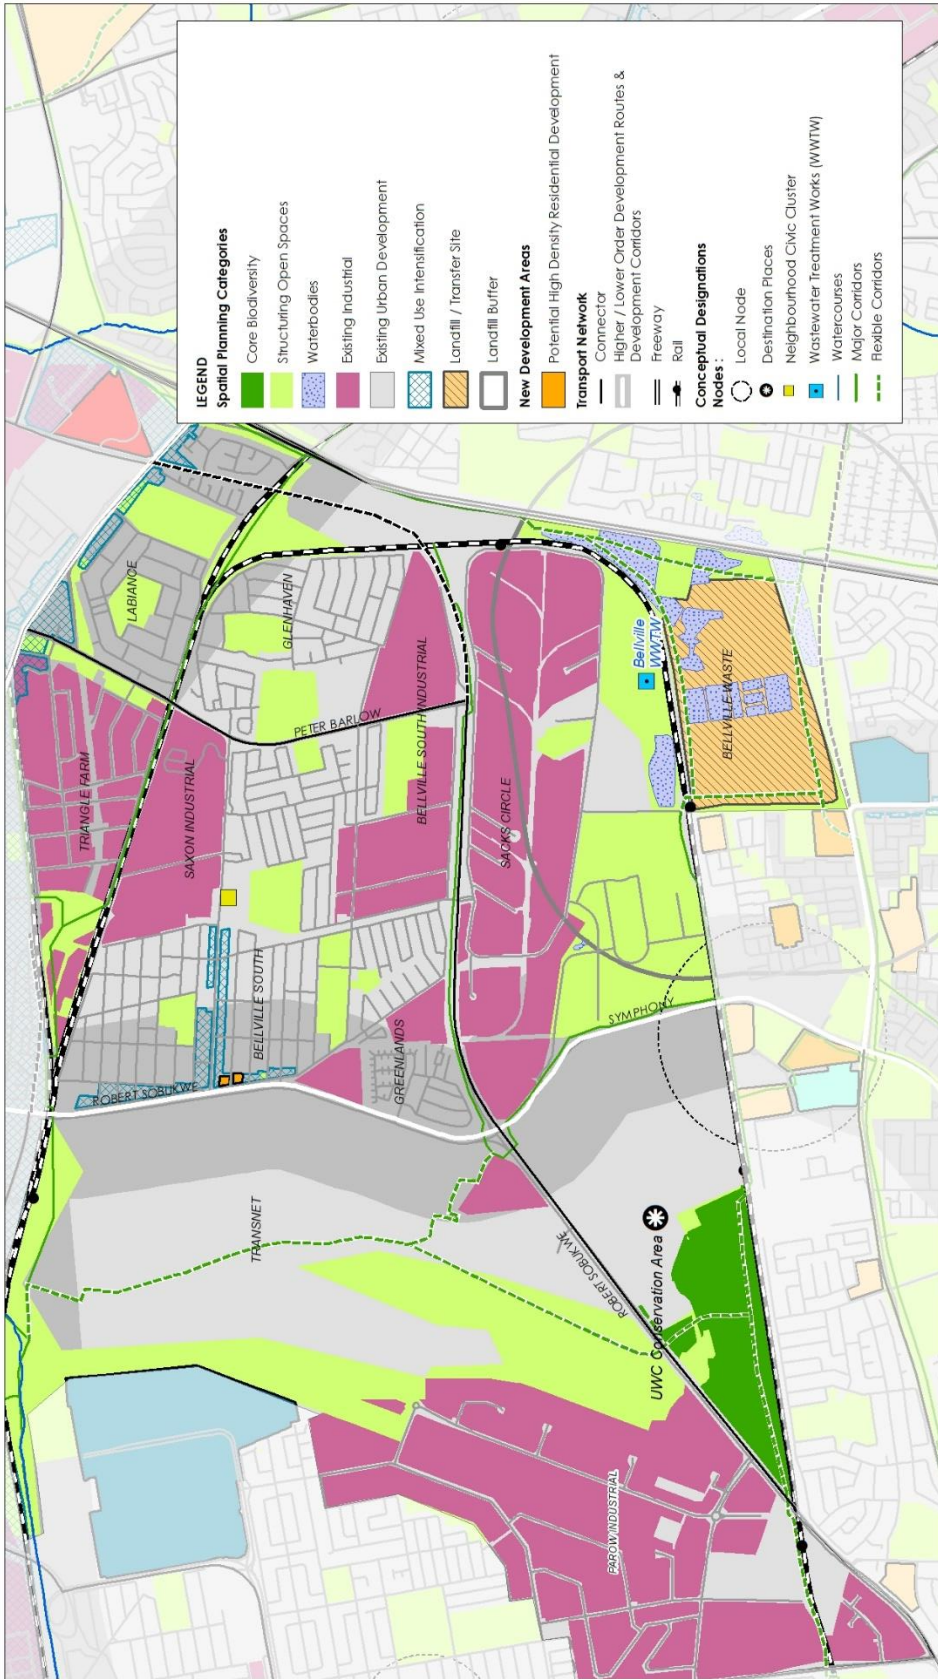 LEGEND
Spatial Planning Categories
Core Biodiversity
Structuring Open Spaces
Waterbodies
Existing Industrial
Existing Urban Development
Mixed Use Intensification
Landfill / Transfer Site
Landfill Buffer
New Development Areas
Potential High Density Residential Development
Transport Network
Connector
Higher / Lower Order Development Routes &
Development Corridors
Freeway
Rail
Conceptual Designations
Nodes :
Local Node
Destination Places
Neighbourhood Civic Cluster
Wastewater Treatment Works (WWTW)
Watercourses
Major Corridors
Flexible Corridors
LABIANCE
TRIANGLE FARM
GLENHAVEN
SAXON INDUSTRIAL
PETER BARLOW
BELLVILLE SOUTH INDUSTRIAL
BELLVILLE SOUTH
ROBERT SOBUKWE
GREENLANDS
SACKS CIRCLE
Bellville
WWTW
BELLVILLE WASTE
SYMPHONY
TRANSNET
ROBERT SOBUKWE
UWC Conservation Area
PAROW INDUSTRIAL